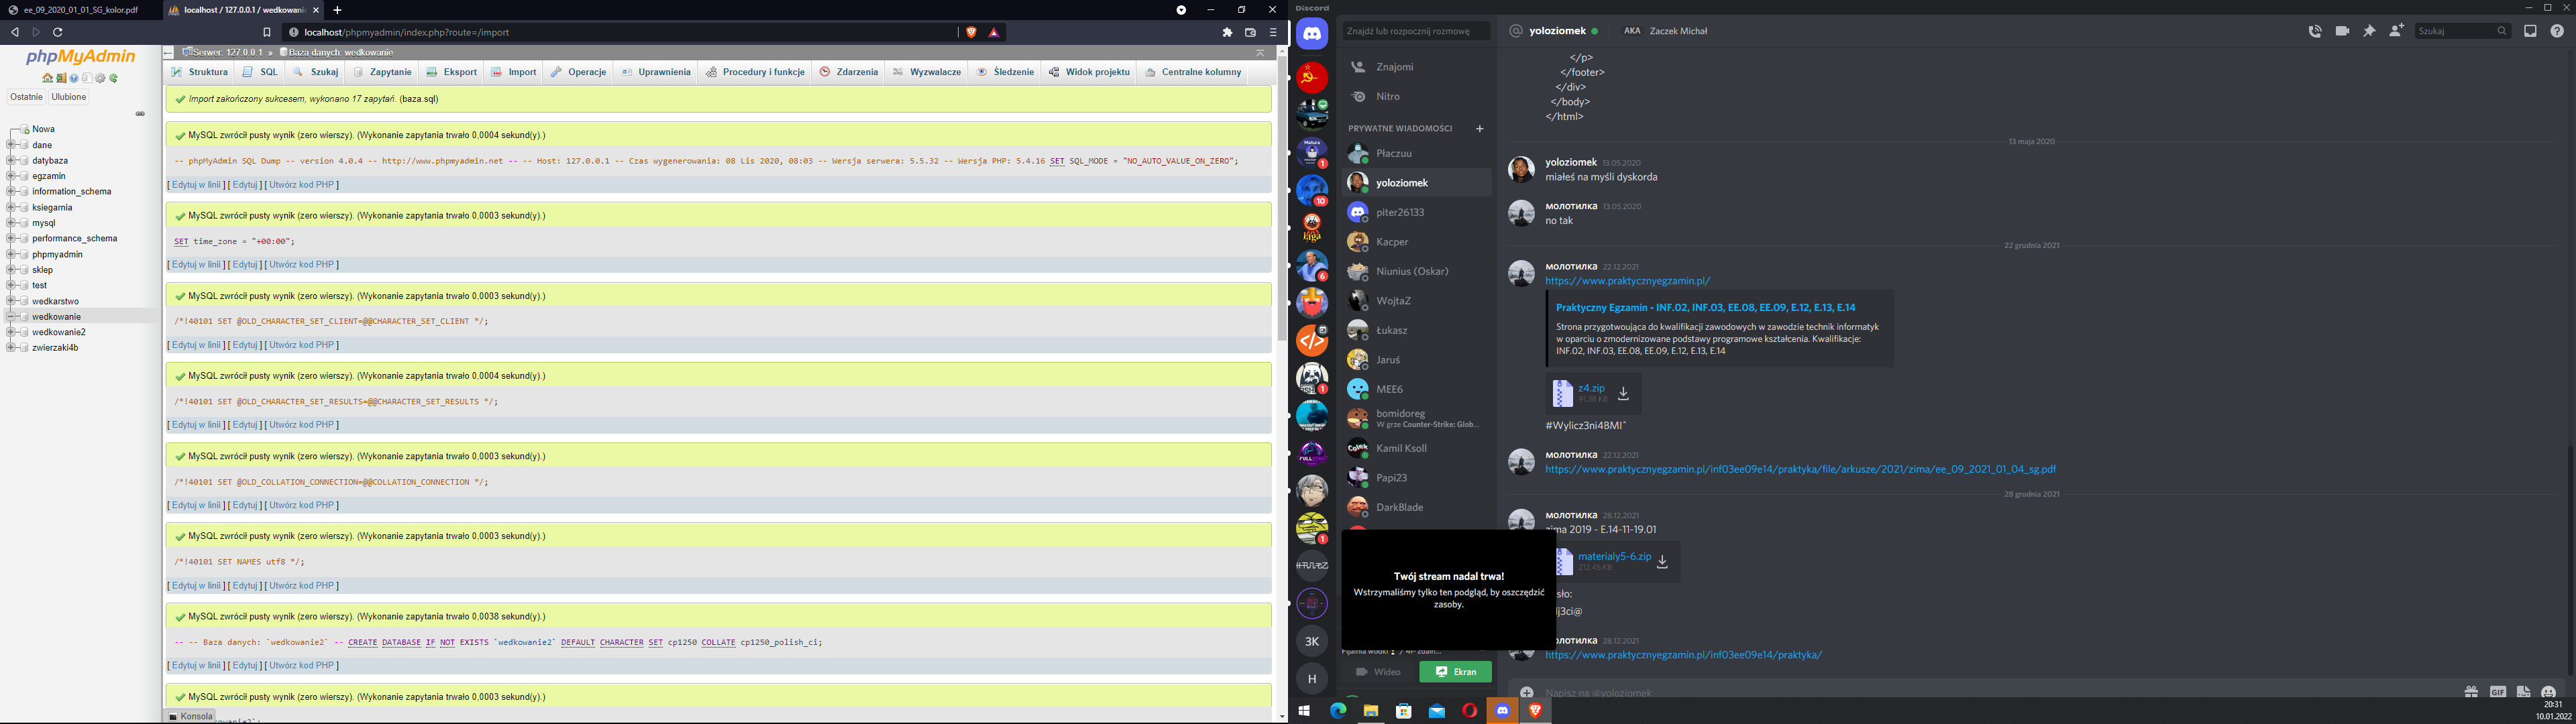 ee_09_2020_01_01_SG_kolor.pdf
localhost / 127.0.0.1 / wedkowani
localhost/phpmyadmin/index.php?route=/import
phpMyAdmin
Ostatnie Ulubione
Nowa
dane
datybaza
egzamin
information_schema
ksiegarnia
mysql
performance_schema
phpmyadmin
sklep
test
wedkarstwo
wedkowanie
wedkowanie2
zwierzaki4b
Serwer: 127.0.0.1 » Baza danych: wedkowanie
Struktura SQL Szukaj Zapytanie Eksport Import Operacje Uprawnienia Procedury i funkcje Zdarzenia Wyzwalacze Śledzenie Widok projektu Centralne kolumny
Import zakończony sukcesem, wykonano 17 zapytań. (baza.sql)
MySQL zwrócił pusty wynik (zero wierszy). (Wykonanie zapytania trwało 0,0004 sekund(y).)
-- phpMyAdmin SQL Dump -- version 4.0.4 -- http://www.phpmyadmin.net -- -- Host: 127.0.0.1 -- Czas wygenerowania: 08 Lis 2020, 08:03 -- Wersja serwera: 5.5.32 -- Wersja PHP: 5.4.16 SET SQL_MODE = "NO_AUTO_VALUE_ON_ZERO";
[ Edytuj w linii ] [ Edytuj ] [ Utwórz kod PHP ]
MySQL zwrócił pusty wynik (zero wierszy). (Wykonanie zapytania trwało 0,0003 sekund(y).)
SET time_zone = "+00:00";
[ Edytuj w linii ] [ Edytuj ] [ Utwórz kod PHP ]
MySQL zwrócił pusty wynik (zero wierszy). (Wykonanie zapytania trwało 0,0003 sekund(y).)
/*!40101 SET @OLD_CHARACTER_SET_CLIENT=@@CHARACTER_SET_CLIENT */;
[ Edytuj w linii ] [ Edytuj ] [ Utwórz kod PHP ]
MySQL zwrócił pusty wynik (zero wierszy). (Wykonanie zapytania trwało 0,0004 sekund(y).)
/*!40101 SET @OLD_CHARACTER_SET_RESULTS=@@CHARACTER_SET_RESULTS */;
[ Edytuj w linii ] [ Edytuj ] [ Utwórz kod PHP ]
MySQL zwrócił pusty wynik (zero wierszy). (Wykonanie zapytania trwało 0,0003 sekund(y).)
/*!40101 SET @OLD_COLLATION_CONNECTION=@@COLLATION_CONNECTION */;
[ Edytuj w linii ] [ Edytuj ] [ Utwórz kod PHP ]
MySQL zwrócił pusty wynik (zero wierszy). (Wykonanie zapytania trwało 0,0003 sekund(y).)
/*!40101 SET NAMES utf8 */;
[ Edytuj w linii ] [ Edytuj ] [ Utwórz kod PHP ]
MySQL zwrócił pusty wynik (zero wierszy). (Wykonanie zapytania trwało 0,0038 sekund(y).)
-- -- Baza danych: `wedkowanie2` -- CREATE DATABASE IF NOT EXISTS `wedkowanie2` DEFAULT CHARACTER SET cp1250 COLLATE cp1250_polish_ci;
[ Edytuj w linii ] [ Edytuj ] [ Utwórz kod PHP ]
MySQL zwrócił pusty wynik (zero wierszy). (Wykonanie zapytania trwało 0,0003 sekund(y).)
Konsola
Discord
Matura
1
10
Liga
6
1
1
3K
H
Znajdź lub rozpocznij rozmowę
Znajomi
Nitro
PRYWATNE WIADOMOŚCI
Płaczuu
yoloziomek
piter26133
Kacper
Niunius (Oskar)
WojtaZ
Łukasz
Jaruś
MEE6
bomidoreg
W grze Counter-Strike: Glob...
Kamil Ksoll
Papi23
DarkBlade
Twój stream nadal trwa!
Wstrzymaliśmy tylko ten podgląd, by oszczędzić
zasoby.
Wideo Ekran
yoloziomek AKA Zaczek Michał
Szukaj
</p>
</footer>
</div>
</body>
</html>
13 maja 2020
yoloziomek 13.05.2020
miałeś na myśli dyskorda
молотилка 13.05.2020
no tak
22 grudnia 2021
молотилка 22.12.2021
https://www.praktycznyegzamin.pl/
Praktyczny Egzamin - INF.02, INF.03, EE.08, EE.09, E.12, E.13, E.14
Strona przygotwoująca do kwalifikacji zawodowych w zawodzie technik informatyk
w oparciu o zmodernizowane podstawy programowe kształcenia. Kwalifikacje:
INF.02, INF.03, EE.08, EE.09, E.12, E.13, E.14
z4.zip
91.38 KB
#Wylicz3ni4BMI^
молотилка 22.12.2021
https://www.praktycznyegzamin.pl/inf03ee09e14/praktyka/file/arkusze/2021/zima/ee_09_2021_01_04_sg.pdf
28 grudnia 2021
молотилка 28.12.2021
zima 2019 - E.14-11-19.01
materialy5-6.zip
212.45 KB
sło:
lj3ci@
молотилка 28.12.2021
https://www.praktycznyegzamin.pl/inf03ee09e14/praktyka/
Napisz na @yoloziomek
GIF
20:31
10.01.2022